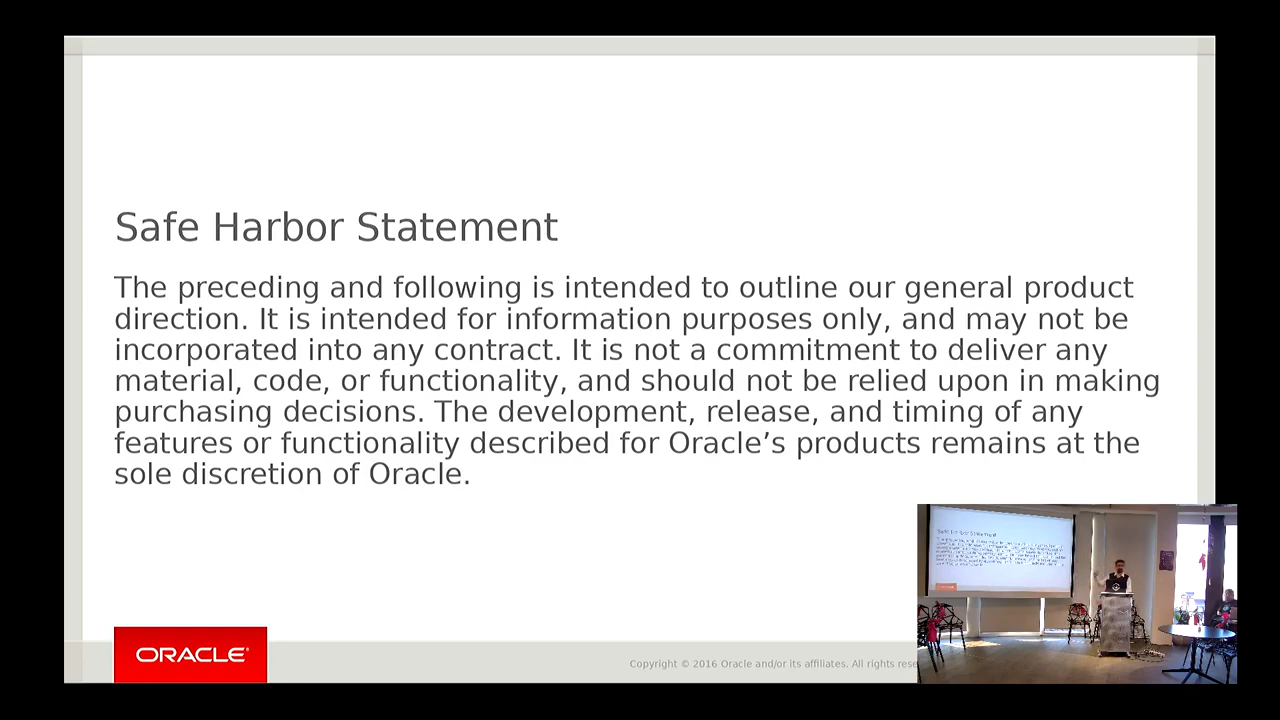 Safe Harbor Statement
The preceding and following is intended to outline our general product
direction. It is intended for information purposes only, and may not be
incorporated into any contract. It is not a commitment to deliver any
material, code, or functionality, and should not be relied upon in making
purchasing decisions. The development, release, and timing of any
features or functionality described for Oracle’s products remains at the
sole discretion of Oracle.
ORACLE®
Copyright © 2016 Oracle and/or its affiliates. All rights
Safe Harbor Statement